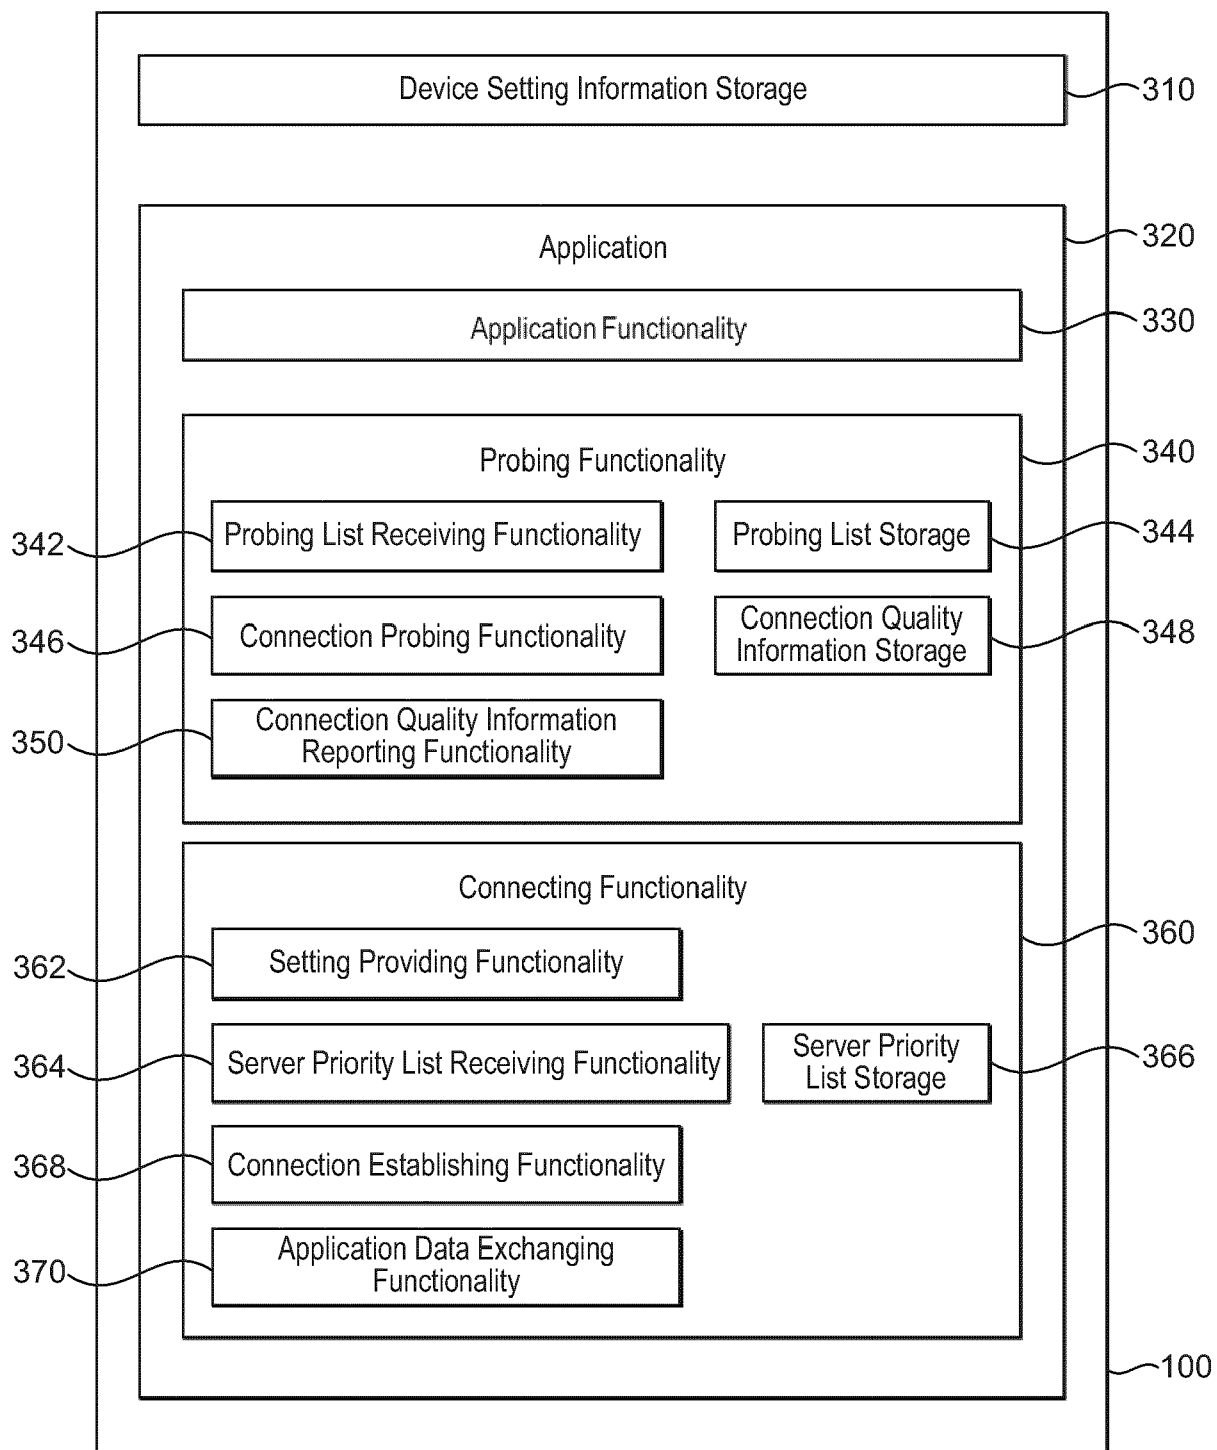 Device Setting Information Storage
310
Application
320
Application Functionality
330
Probing Functionality
340
342
Probing List Receiving Functionality
Probing List Storage
344
346
Connection Probing Functionality
Connection Quality
Information Storage
348
350
Connection Quality Information
Reporting Functionality
Connecting Functionality
360
362
Setting Providing Functionality
364
Server Priority List Receiving Functionality
Server Priority
List Storage
366
368
Connection Establishing Functionality
370
Application Data Exchanging
Functionality
100